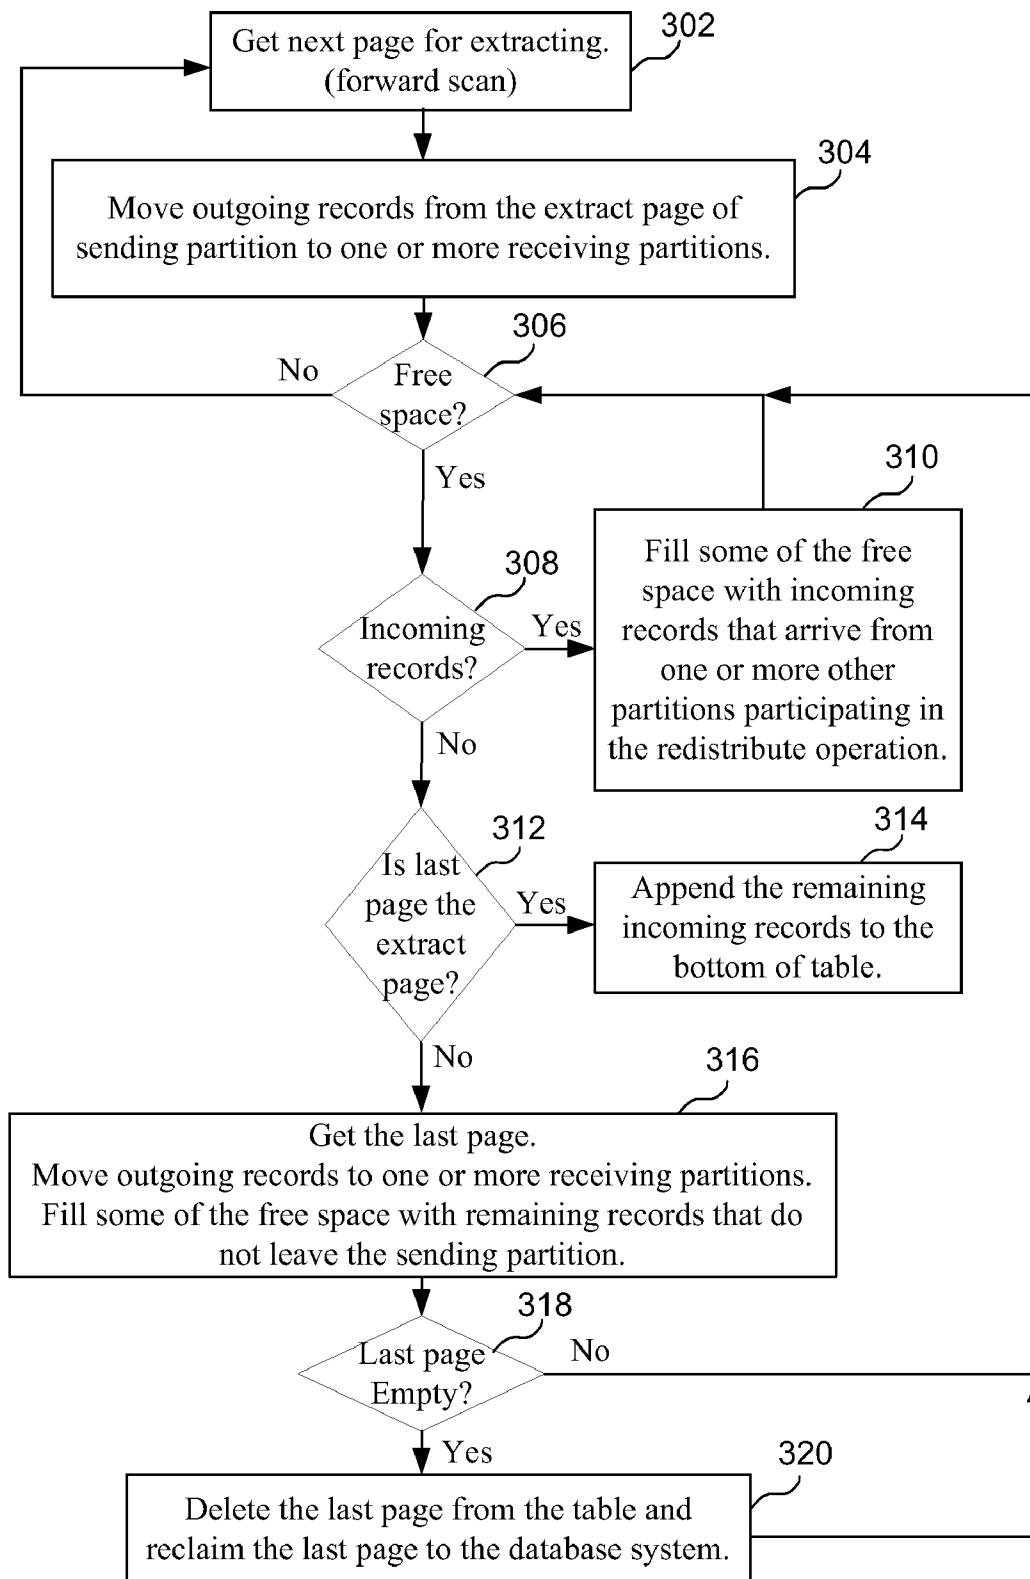 302
Get next page for extracting.
(forward scan)
304
Move outgoing records from the extract page of
sending partition to one or more receiving partitions.
306
No
Free
space?
Yes
310
308
Incoming
records?
Yes
Fill some of the free
space with incoming
records that arrive from
one or more other
partitions participating in
the redistribute operation.
No
312
314
Is last
page the
extract
page?
Yes
Append the remaining
incoming records to the
bottom of table.
No
316
Get the last page.
Move outgoing records to one or more receiving partitions.
Fill some of the free space with remaining records that do
not leave the sending partition.
318
Last page
Empty?
No
Yes
320
Delete the last page from the table and
reclaim the last page to the database system.